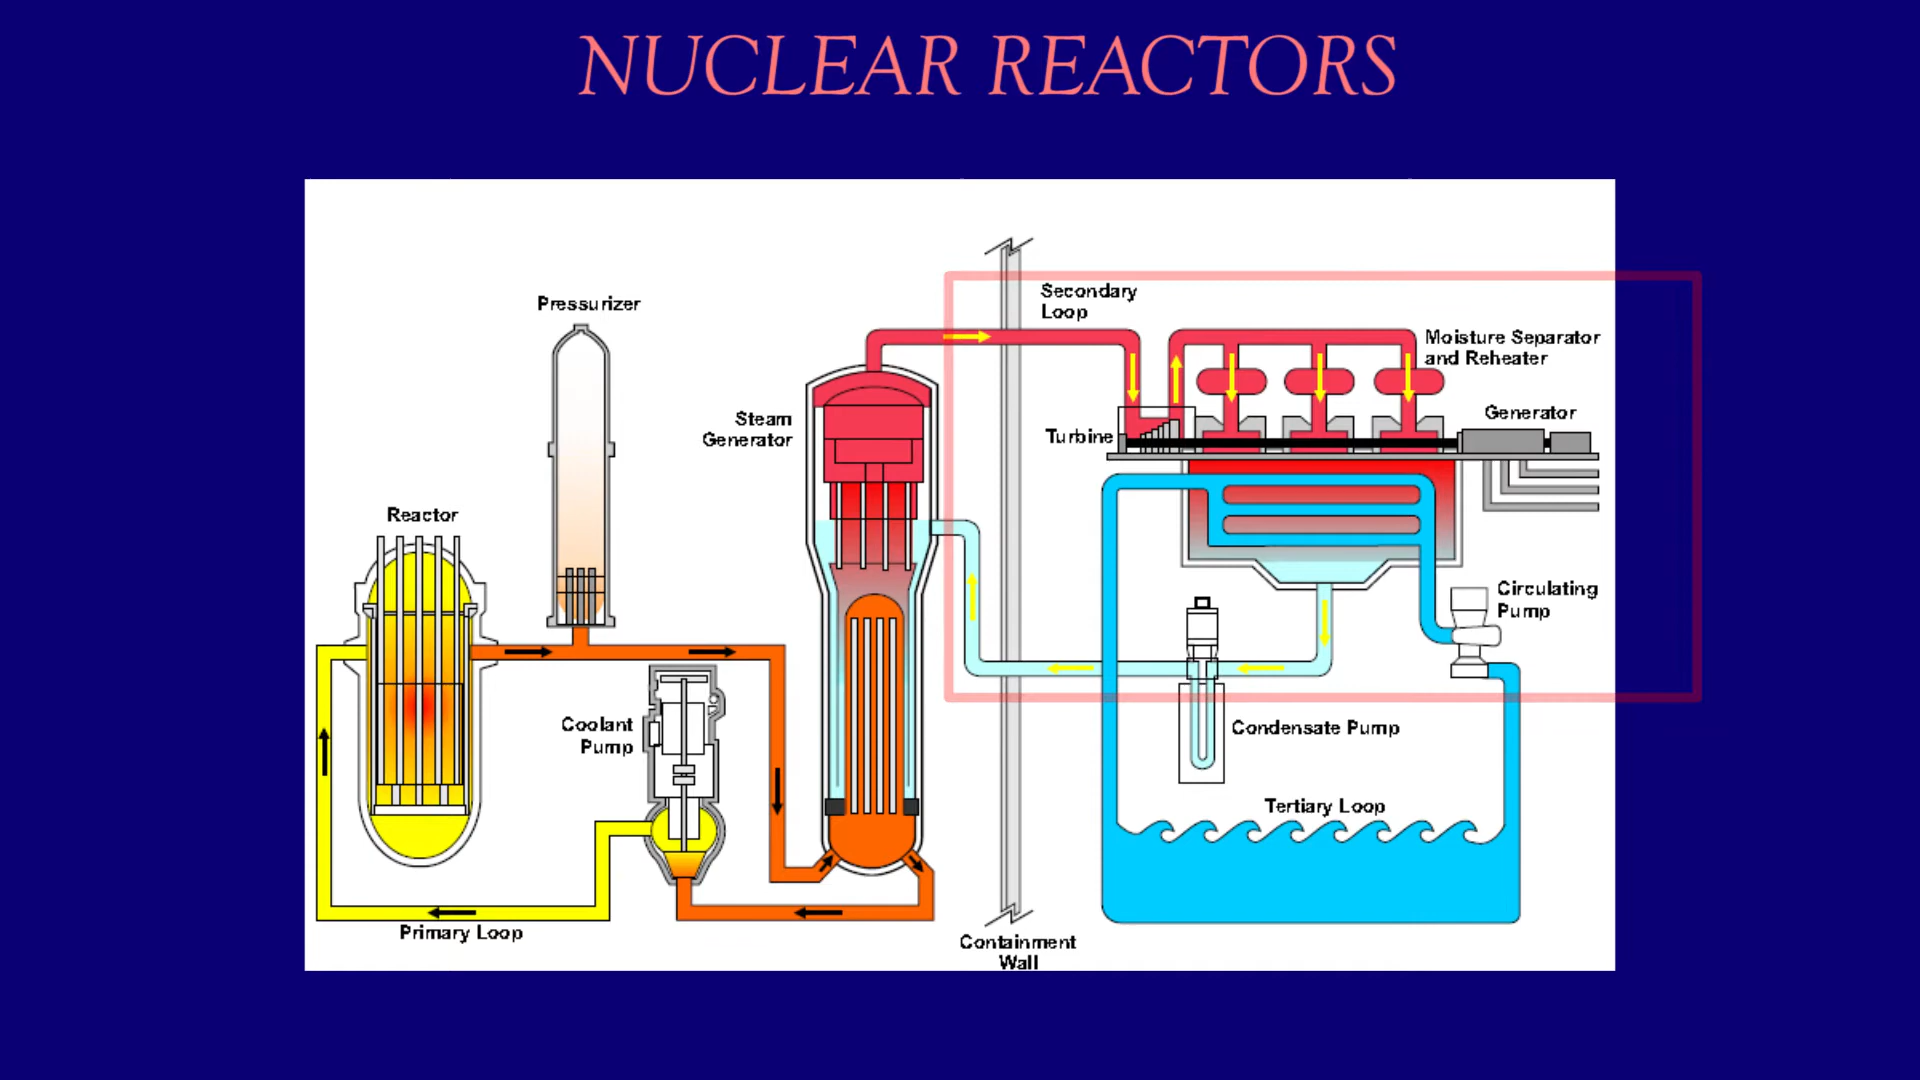 NUCLEAR REACTORS
Secondary
Loop
Pressurizer
Moisture Separator
and Reheater
Steam
Generator
Generator
Turbine
Reactor
Circulating
Pump
Coolant
Pump
Condensate Pump
Tertiary Loop
Primary Loop
Containment
Wall